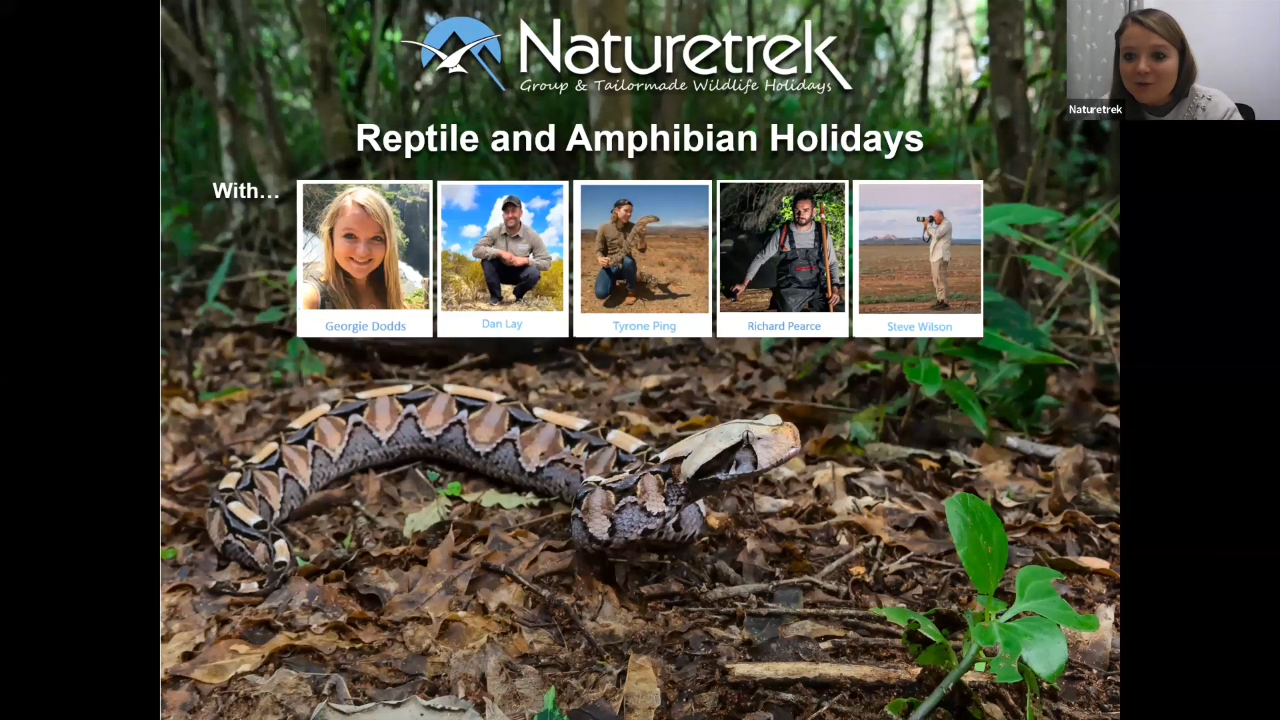 Naturetrek
Group & Tailormade Wildlife Holidays
Reptile and Amphibian Holidays
With...
Georgie Dodds
Dan Lay
Tyrone Ping
Richard Pearce
Steve Wilson
Naturetrek